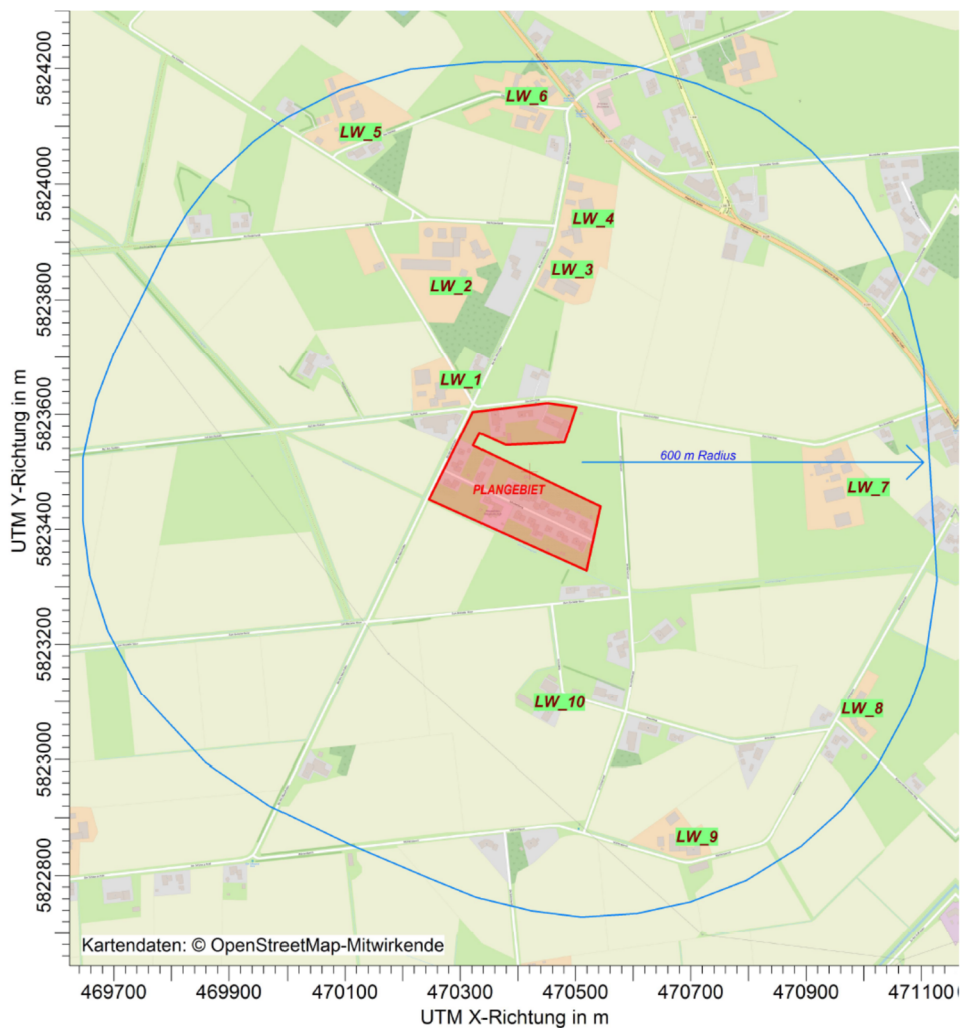 5824200
5824000
5823800
5823600
5823400
5823200
5823000
5822800
UTM Y-Richtung in m
LW_6
LW_5
LW_4
LW_3
LW_2
LW_1
600 m Radius
LW_7
PLANGEBIET
LW_10
LW_8
LW_9
Kartendaten: © OpenStreetMap-Mitwirkende
469700 469900 470100 470300 470500 470700 470900 471100
UTM X-Richtung in m